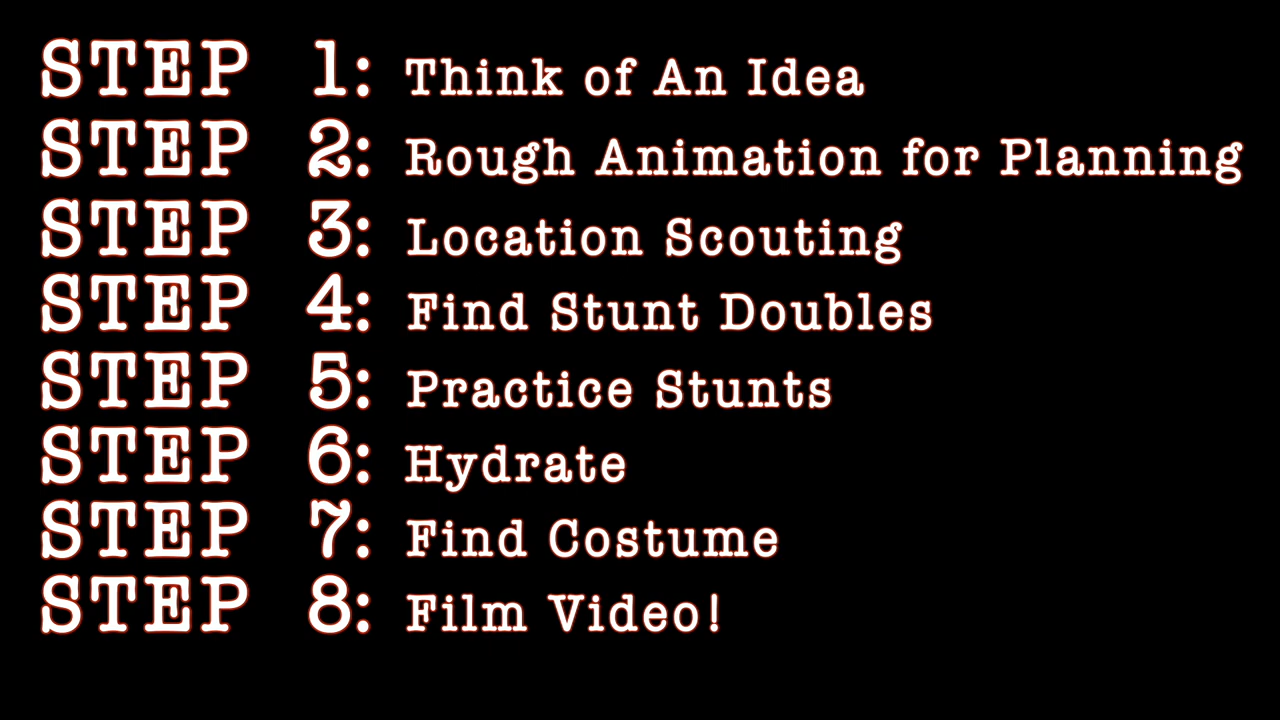 STEP 1: Think of An Idea
STEP 2: Rough Animation for Planning
STEP 3: Location Scouting
STEP 4: Find Stunt Doubles
STEP 5: Practice Stunts
STEP 6: Hydrate
STEP 7: Find Costume
STEP 8: Film Video!